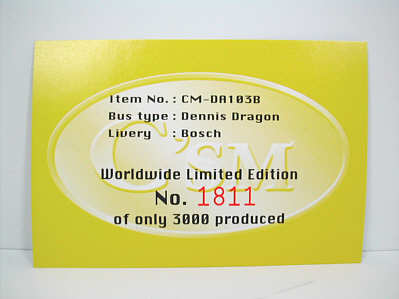 C'SM
Item No. : CM-DA103B
Bus type : Dennis Dragon
Livery : Bosch
Worldwide Limited Edition
No. 1811
of only 3000 produced